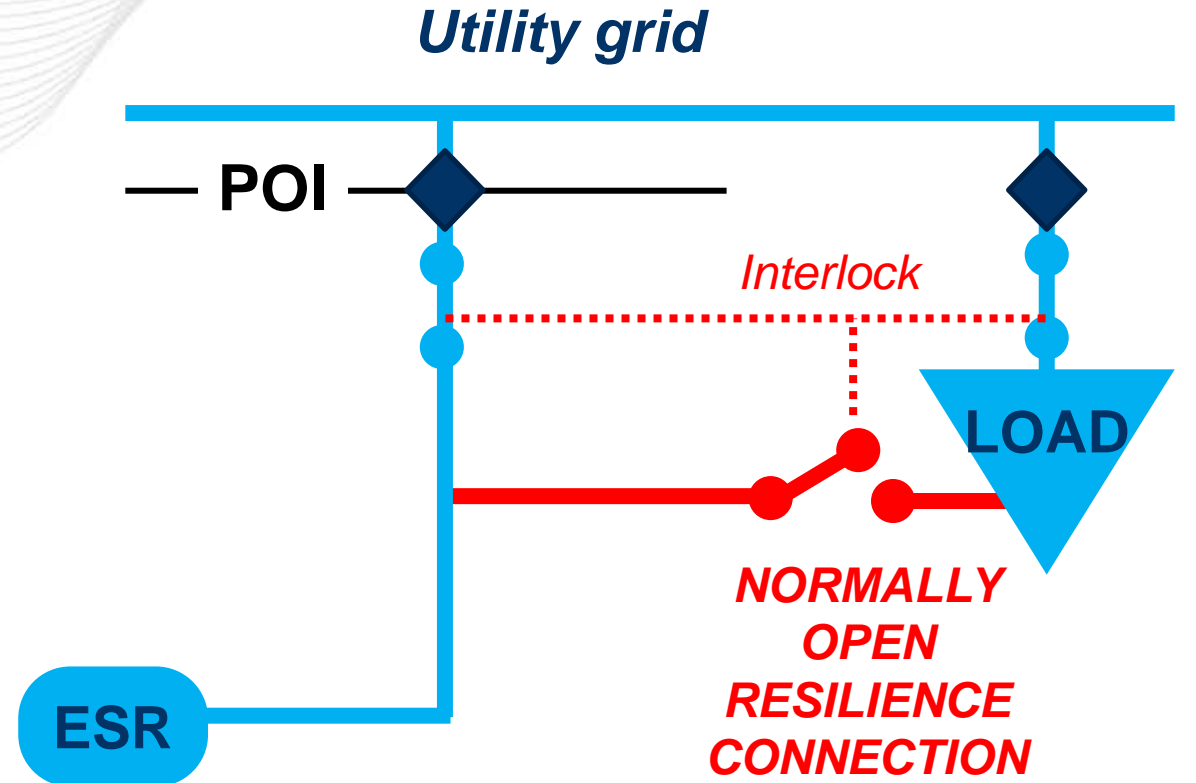 Utility grid
POI
Interlock
LOAD
NORMALLY
OPEN
RESILIENCE
CONNECTION
ESR